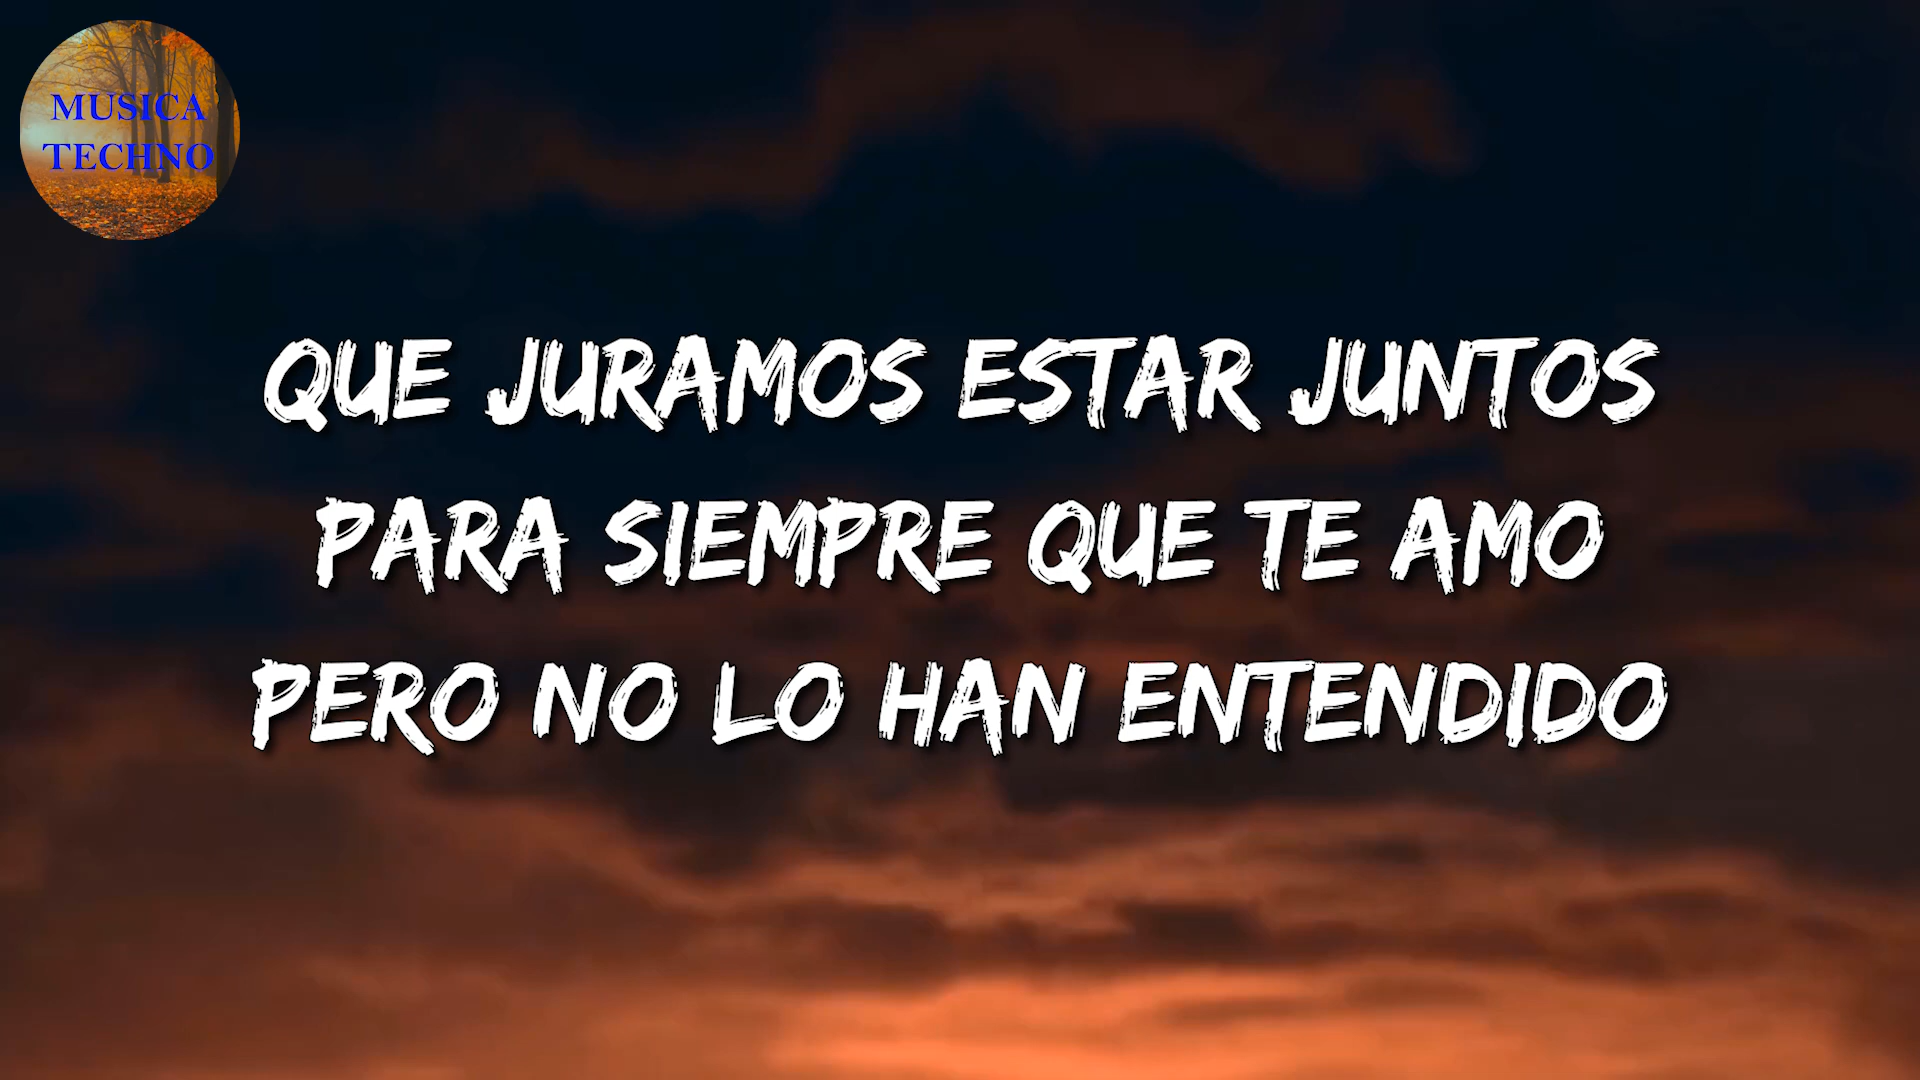 MUSICA
TECHNO
QUE JURAMOS ESTAR JUNTOS
PARA SIEMPRE QUE TE AMO
PERO NO LO HAN ENTENDIDO